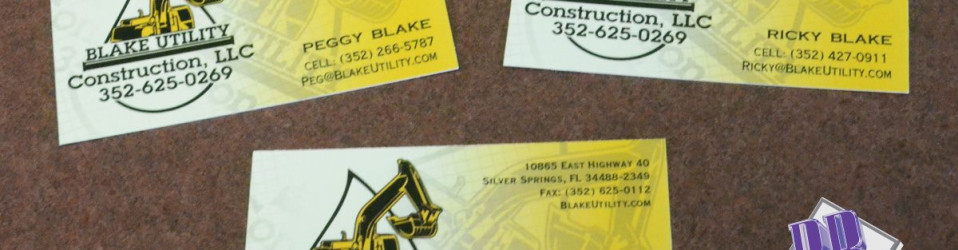 BLAKE UTILITY
Construction, LLC
352-625-0269
PEGGY BLAKE
CELL: (352) 266-5787
PEG@BLAKEUTILITY.COM
Construction, LLC
352-625-0269
RICKY BLAKE
CELL: (352) 427-0911
RICKY@BLAKEUTILITY.COM
10865 EAST HIGHWAY 40
SILVER SPRINGS, FL 34488-2349
FAX: (352) 625-0112
BLAKEUTILITY.COM